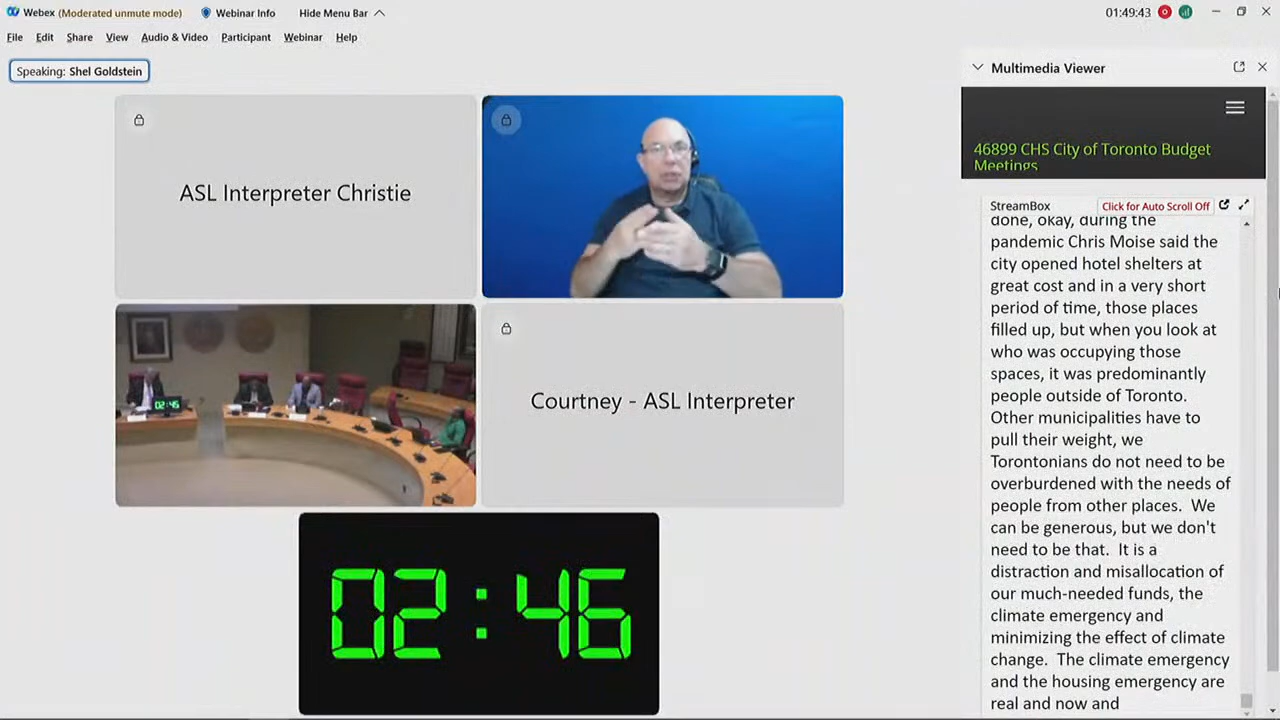 Webex (Moderated unmute mode) Webinar Info Hide Menu Bar 01:49:43
File Edit Share View Audio & Video Participant Webinar Help
Speaking: Shel Goldstein
ASL Interpreter Christie
02:46
Courtney - ASL Interpreter
02:46
Multimedia Viewer
46899 CHS City of Toronto Budget
Meetings
StreamBox Click for Auto Scroll Off
done, okay, during the
pandemic Chris Moise said the
city opened hotel shelters at
great cost and in a very short
period of time, those places
filled up, but when you look at
who was occupying those
spaces, it was predominantly
people outside of Toronto.
Other municipalities have to
pull their weight, we
Torontonians do not need to be
overburdened with the needs of
people from other places. We
can be generous, but we don't
need to be that. It is a
distraction and misallocation of
our much-needed funds, the
climate emergency and
minimizing the effect of climate
change. The climate emergency
and the housing emergency are
real and now and